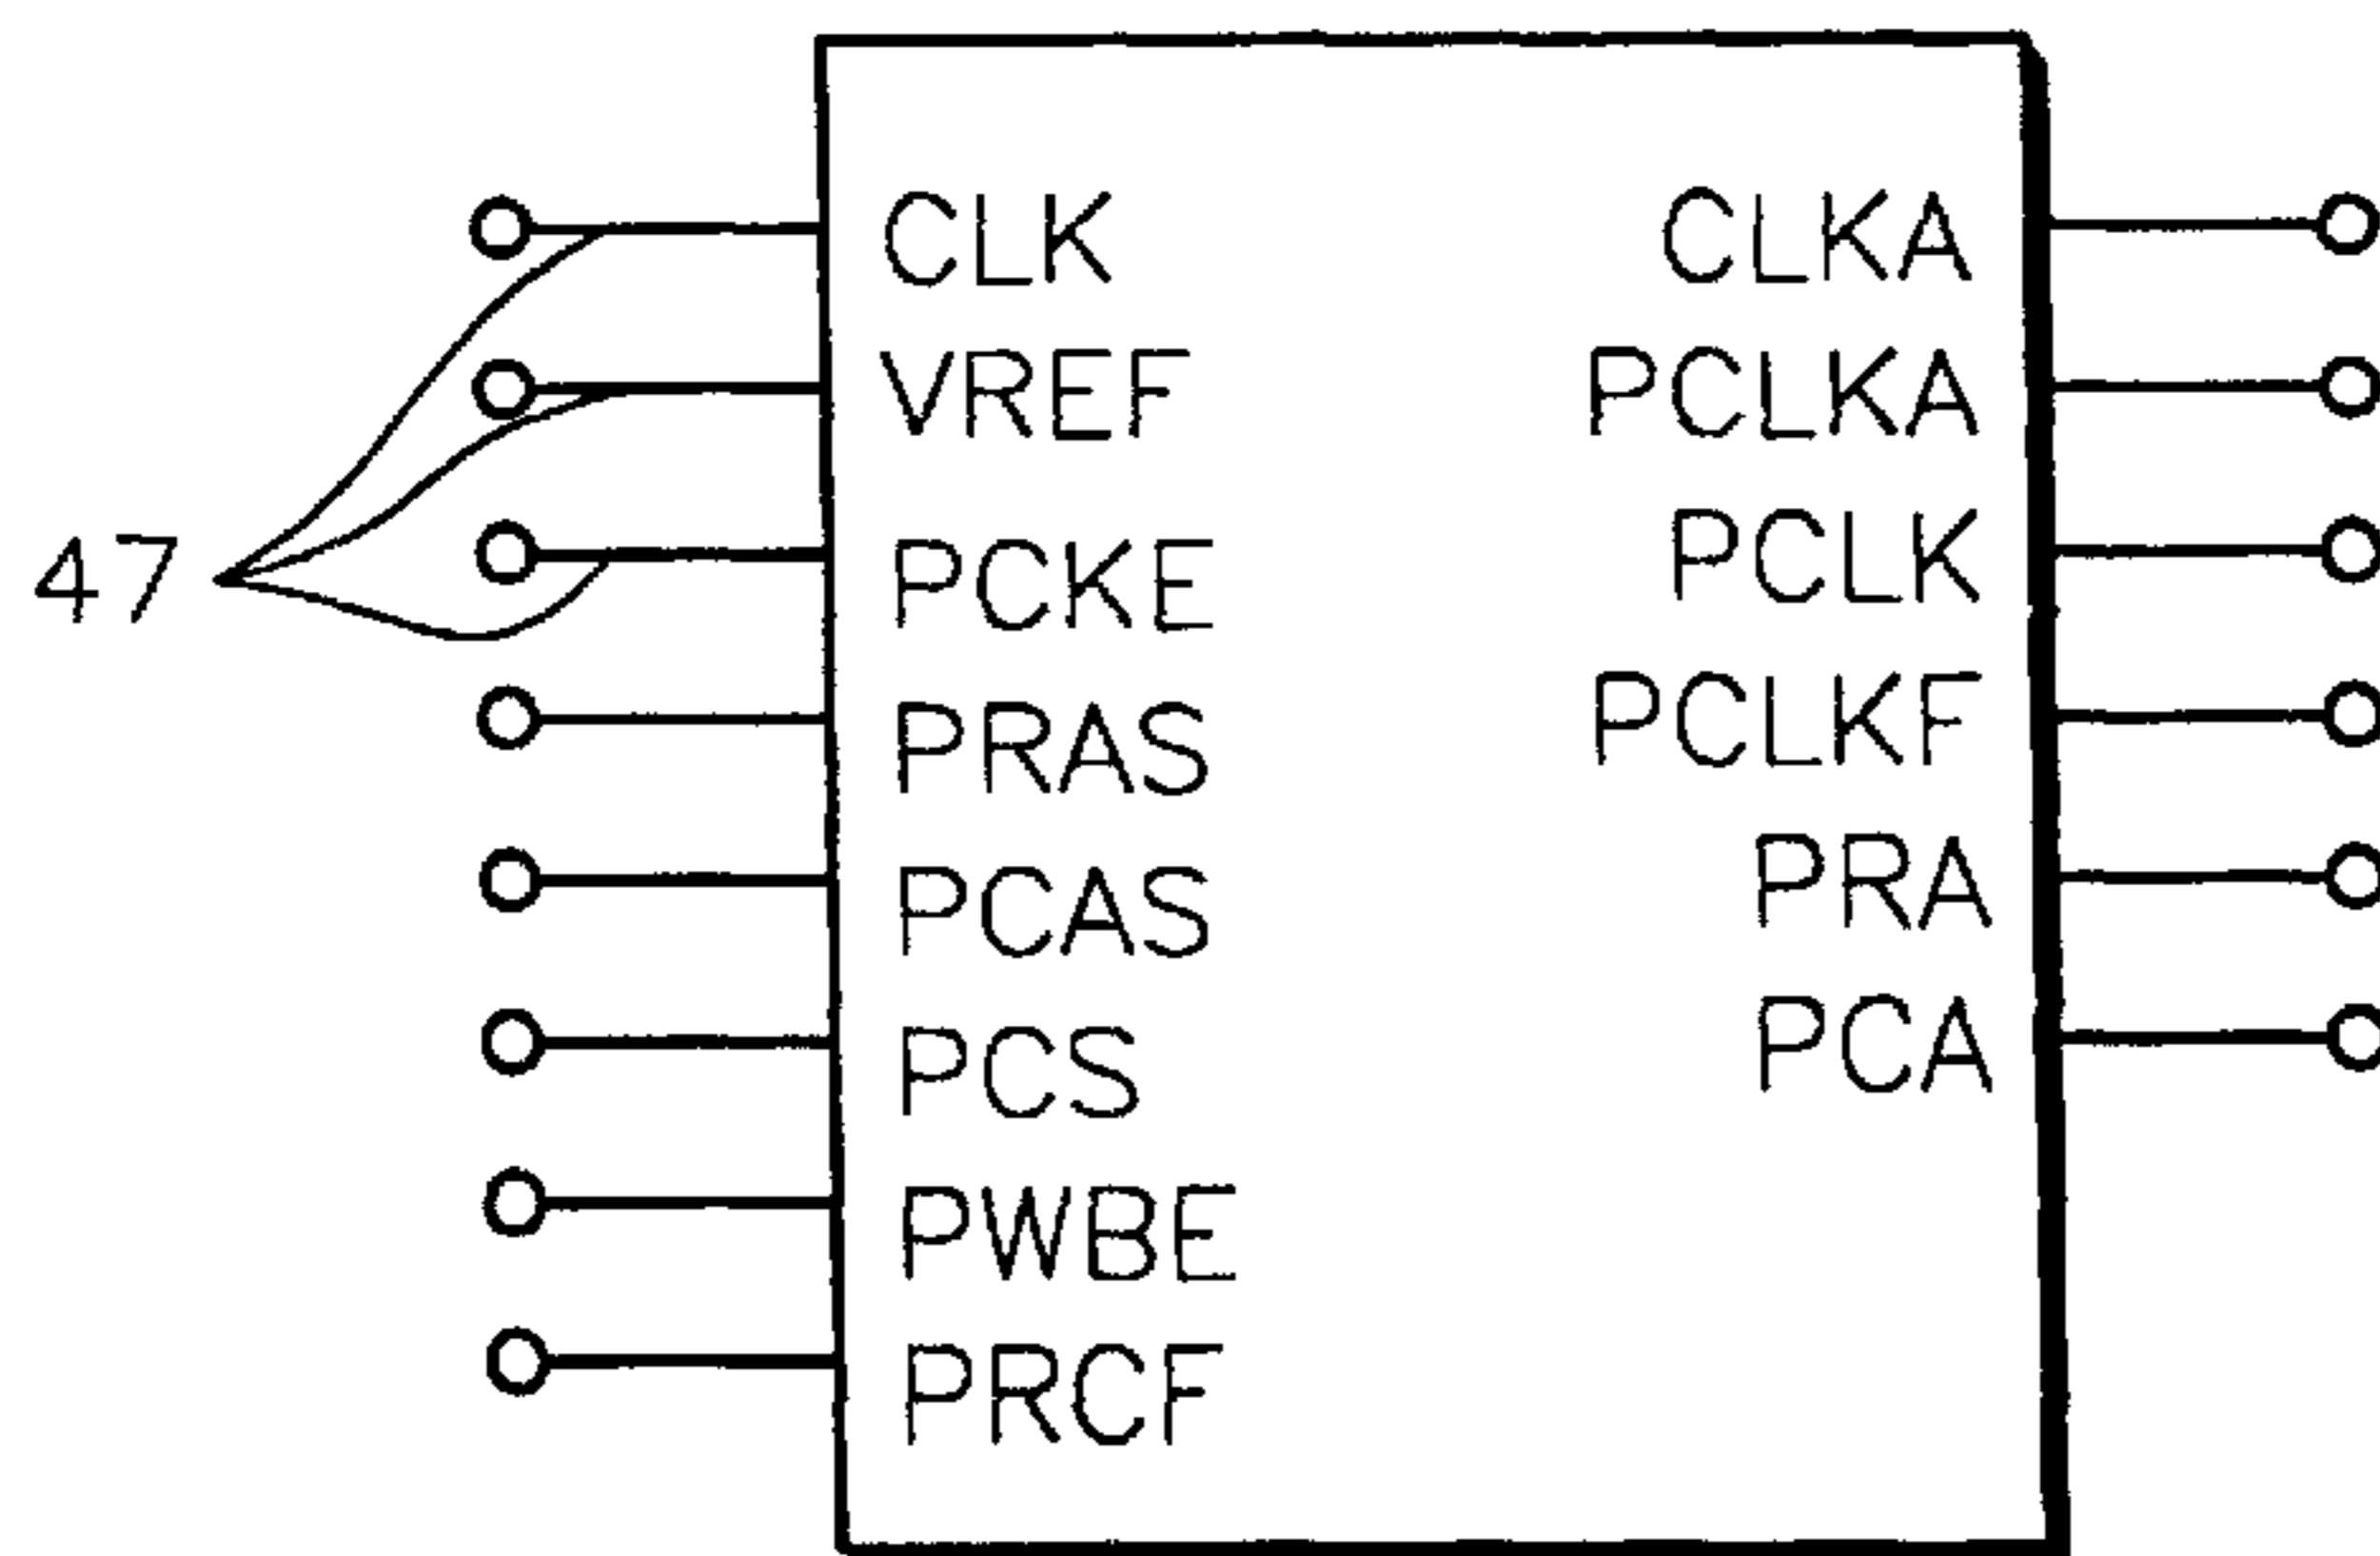 CLK CLKA
VREF PCLKA
47 PCKE PCLK
PRAS PCLKF
PCAS PRA
PCS PCA
PWBE
PRCF